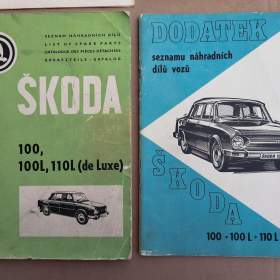 SEZNAM NÁHRADNÍCH DÍLŮ
LIST OF SPARE PARTS
CATALOGUE DES PIÈCES DÉTACHÉES
ERSATZTEILE - KATALOG
ŠKODA
100,
100L, 110L (de Luxe)
DODATEK
seznamu náhradních
dílů vozů
ŠKODA
100 • 100 L • 110 L